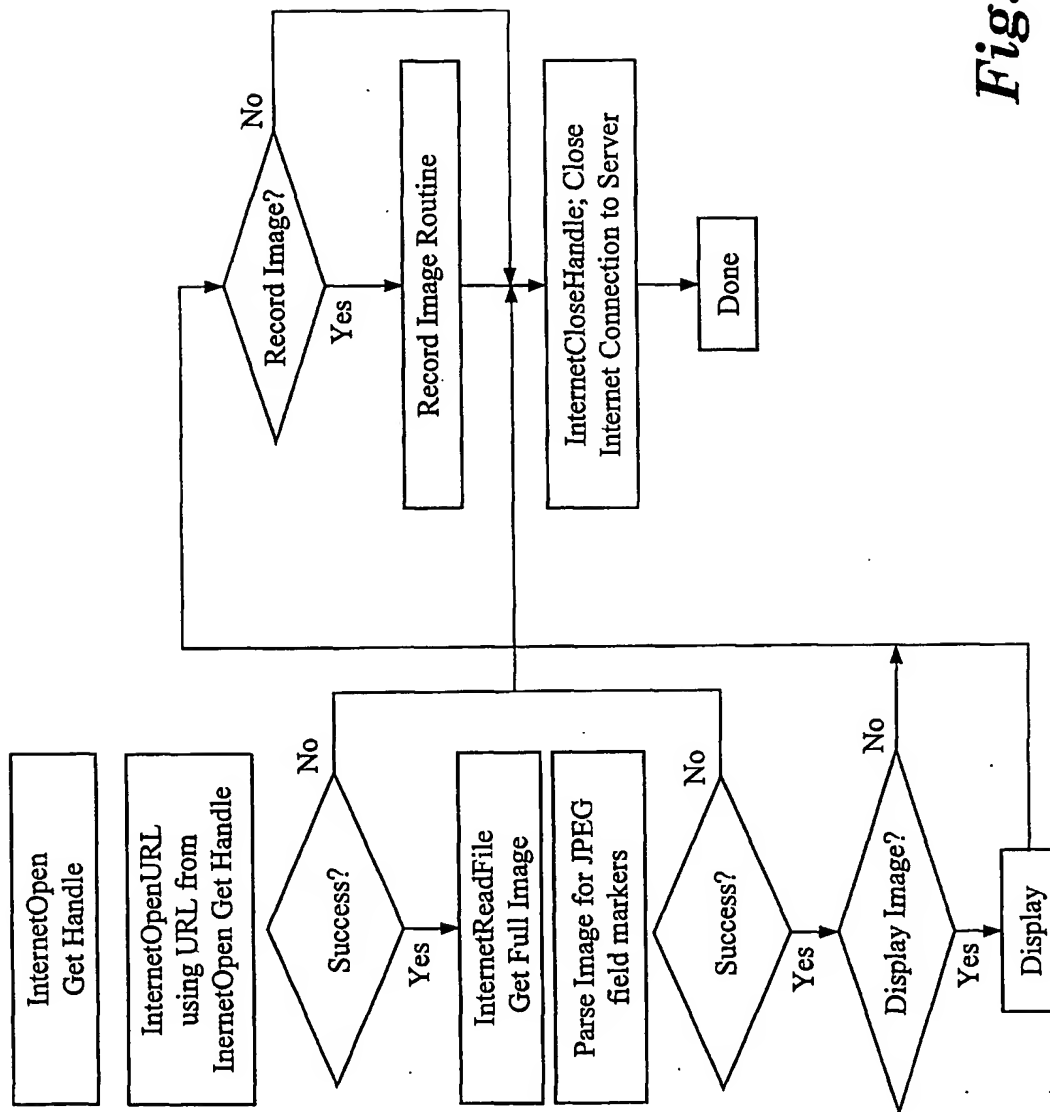 InternetOpen
Get Handle
InternetOpenURL
using URL from
InernetOpen Get Handle
Success?
No
Yes
InternetReadFile
Get Full Image
Parse Image for JPEG
field markers
Success?
No
Yes
Display Image?
No
Yes
Display
Record Image?
No
Yes
Record Image Routine
InternetCloseHandle; Close
Internet Connection to Server
Done
Fig.